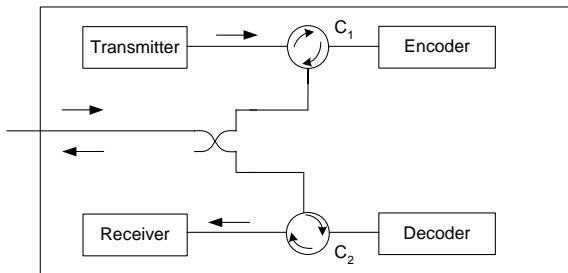 Transmitter
C1
Encoder
Receiver
C2
Decoder